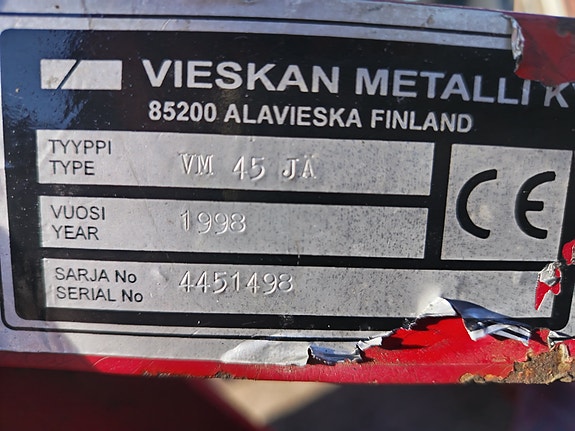 VIESKAN METALLI K
85200 ALAVIESKA FINLAND
TYYPPI
TYPE
VM 45 JÄ
VUOSI
YEAR
1998
CE
SARJA No
SERIAL No
4451498